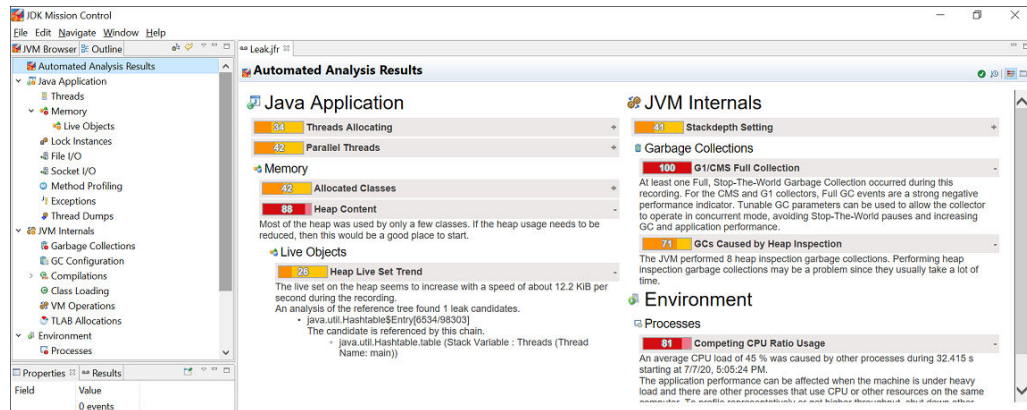 JDK Mission Control
File Edit Navigate Window Help
JVM Browser Outline
Automated Analysis Results
Java Application
Threads
Memory
Live Objects
Lock Instances
File I/O
Socket I/O
Method Profiling
Exceptions
Thread Dumps
JVM Internals
Garbage Collections
GC Configuration
Compilations
Class Loading
VM Operations
TLAB Allocations
Environment
Processes
Properties Results
Field Value
0 events
Leak.jfr
Automated Analysis Results
Java Application
34 Threads Allocating +
42 Parallel Threads +
Memory
42 Allocated Classes +
88 Heap Content -
Most of the heap was used by only a few classes. If the heap usage needs to be
reduced, then this would be a good place to start.
Live Objects
26 Heap Live Set Trend -
The live set on the heap seems to increase with a speed of about 12.2 KiB per
second during the recording.
An analysis of the reference tree found 1 leak candidates.
• java.util.Hashtable$Entry[6534/98303]
The candidate is referenced by this chain.
◦ java.util.Hashtable.table (Stack Variable : Threads (Thread
Name: main))
JVM Internals
41 Stackdepth Setting +
Garbage Collections
100 G1/CMS Full Collection -
At least one Full, Stop-The-World Garbage Collection occurred during this
recording. For the CMS and G1 collectors, Full GC events are a strong negative
performance indicator. Tunable GC parameters can be used to allow the collector
to operate in concurrent mode, avoiding Stop-The-World pauses and increasing
GC and application performance.
71 GCs Caused by Heap Inspection -
The JVM performed 8 heap inspection garbage collections. Performing heap
inspection garbage collections may be a problem since they usually take a lot of
time.
Environment
Processes
81 Competing CPU Ratio Usage -
An average CPU load of 45 % was caused by other processes during 32.415 s
starting at 7/7/20, 5:05:24 PM.
The application performance can be affected when the machine is under heavy
load and there are other processes that use CPU or other resources on the same
computer. To profile representatively or get higher throughput, shut down other